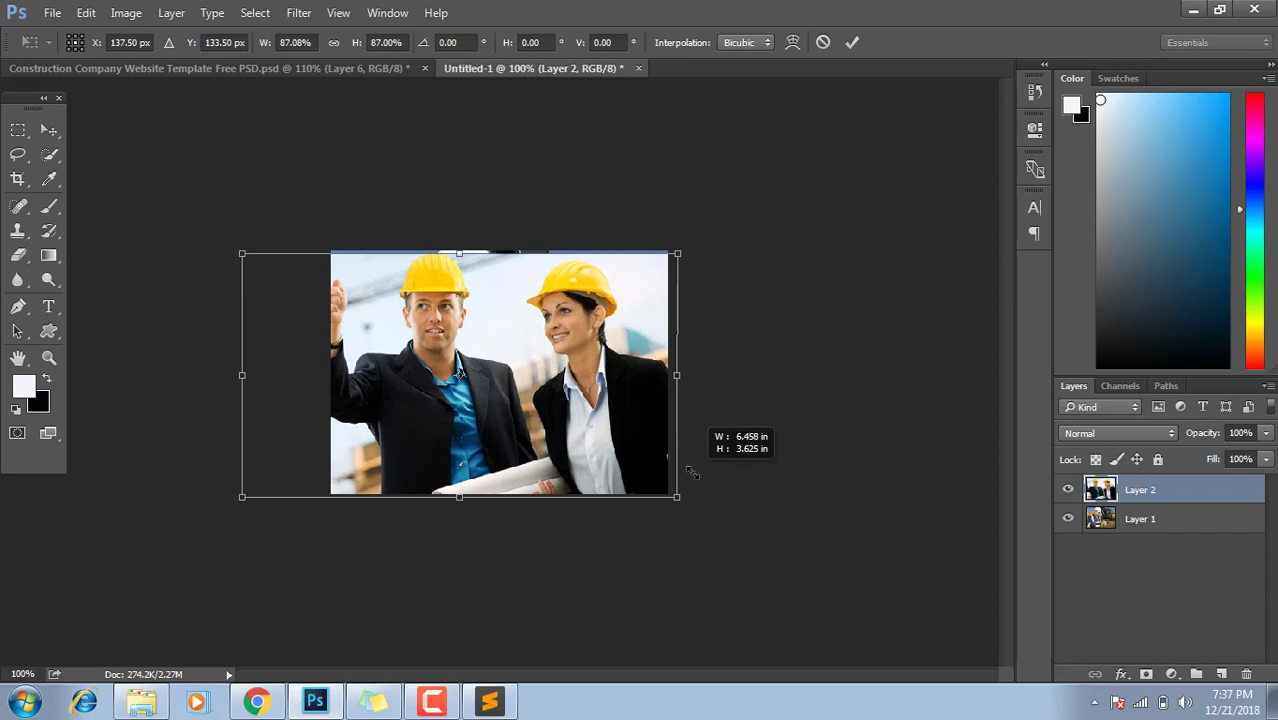 Ps File Edit Image Layer Type Select Filter View Window Help
X: 137.50 px Y: 133.50 px W: 87.08% H: 87.00% 0.00 ° H: 0.00 ° V: 0.00 ° Interpolation: Bicubic Essentials
Construction Company Website Template Free PSD.psd @ 110% (Layer 6, RGB/8) * × Untitled-1 @ 100% (Layer 2, RGB/8) * ×
Color Swatches
W : 6.458 in
H : 3.625 in
Layers Channels Paths
Kind
Normal Opacity: 100%
Lock: Fill: 100%
Layer 2
Layer 1
fx
100% Doc: 274.2K/2.27M
Ps
7:37 PM
12/21/2018